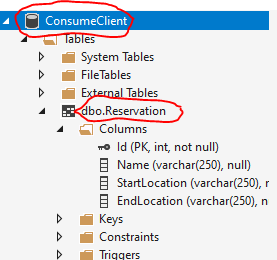 ConsumeClient
Tables
System Tables
FileTables
External Tables
dbo.Reservation
Columns
Id (PK, int, not null)
Name (varchar(250), null)
StartLocation (varchar(250), n
EndLocation (varchar(250), nu
Keys
Constraints
Triggers